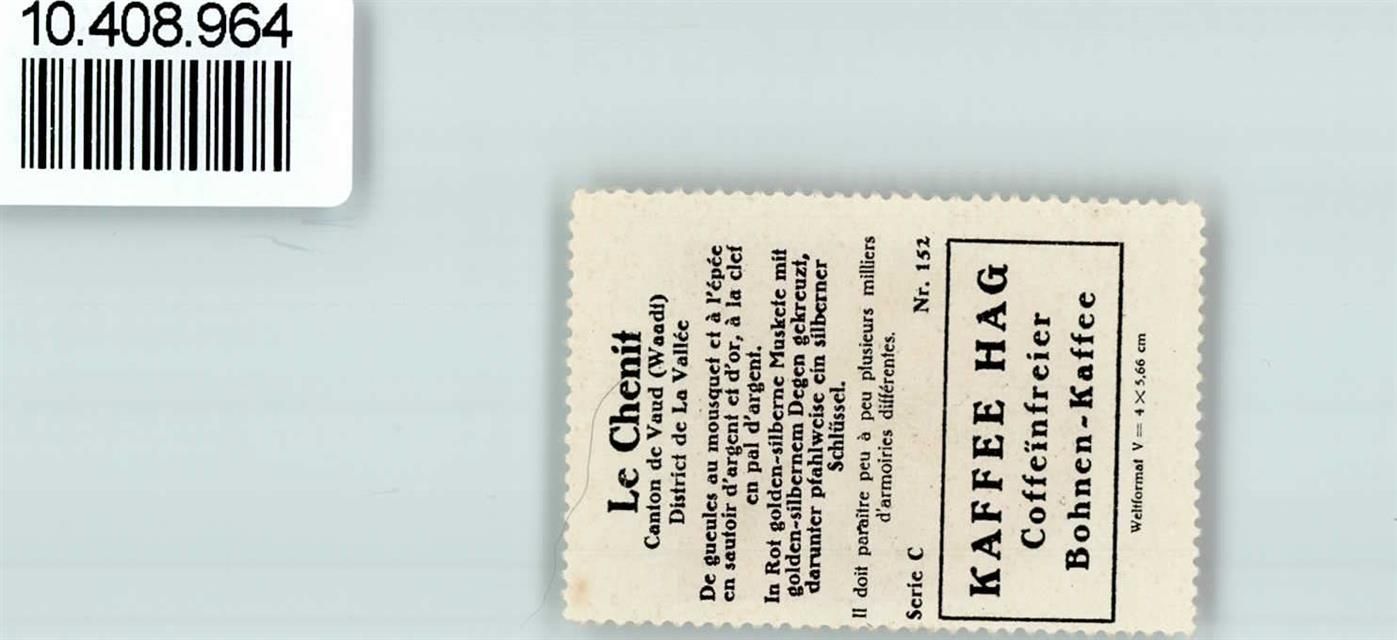 10.408.964
Le Chenit
Canton de Vaud (Waadt)
District de La Vallée
De gueules au mousquet et à l'épée
en sautoir d'argent et d'or, à la clef
en pal d'argent.
In Rot golden-silberne Muskete mit
golden-silbernem Degen gekreuzt,
darunter pfahlweise ein silberner
Schlüssel.
Il doit paraître peu à peu plusieurs milliers
d'armoiries différentes.
Serie C Nr. 152
KAFFEE HAG
Coffeïnfreier
Bohnen-Kaffee
Weltformat V = 4 × 5,66 cm